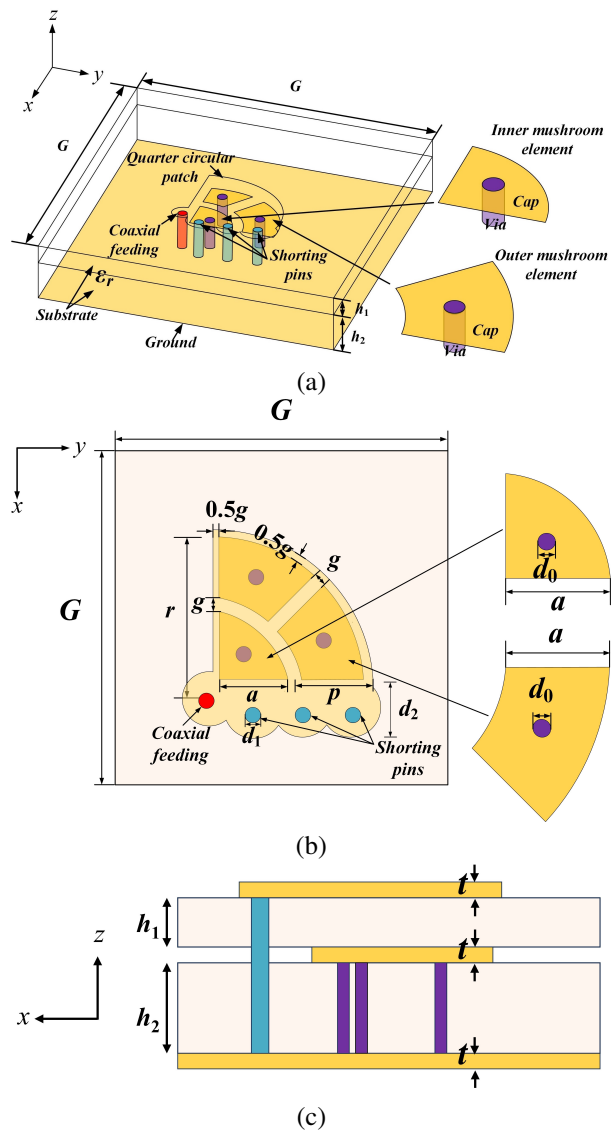 z
y
x
G
G
Quarter circular
patch
Coaxial
feeding
Shorting
pins
εr
Substrate
Ground
h1
h2
Inner mushroom
element
Cap
Via
Outer mushroom
element
Cap
Via
(a)
G
y
x
G
0.5g
0.5g
g
r
g
a
p
d2
d1
Coaxial
feeding
Shorting
pins
d0
a
a
d0
(b)
t
h1
z
t
x
h2
t
(c)